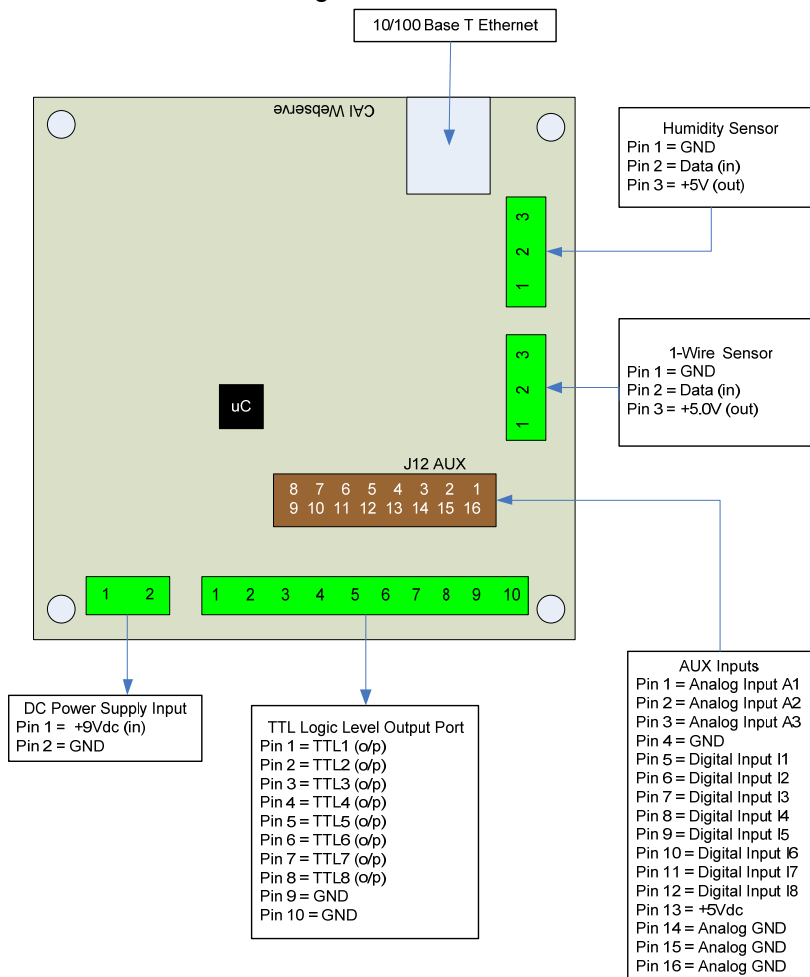 10/100 Base T Ethernet
CAI Webserve
Humidity Sensor
Pin 1 = GND
Pin 2 = Data (in)
Pin 3 = +5V (out)
3
2
1
1-Wire Sensor
Pin 1 = GND
Pin 2 = Data (in)
Pin 3 = +5.0V (out)
3
2
1
uC
J12 AUX
8 7 6 5 4 3 2 1
9 10 11 12 13 14 15 16
1 2
1 2 3 4 5 6 7 8 9 10
DC Power Supply Input
Pin 1 = +9Vdc (in)
Pin 2 = GND
TTL Logic Level Output Port
Pin 1 = TTL1 (o/p)
Pin 2 = TTL2 (o/p)
Pin 3 = TTL3 (o/p)
Pin 4 = TTL4 (o/p)
Pin 5 = TTL5 (o/p)
Pin 6 = TTL6 (o/p)
Pin 7 = TTL7 (o/p)
Pin 8 = TTL8 (o/p)
Pin 9 = GND
Pin 10 = GND
AUX Inputs
Pin 1 = Analog Input A1
Pin 2 = Analog Input A2
Pin 3 = Analog Input A3
Pin 4 = GND
Pin 5 = Digital Input I1
Pin 6 = Digital Input I2
Pin 7 = Digital Input I3
Pin 8 = Digital Input I4
Pin 9 = Digital Input I5
Pin 10 = Digital Input I6
Pin 11 = Digital Input I7
Pin 12 = Digital Input I8
Pin 13 = +5Vdc
Pin 14 = Analog GND
Pin 15 = Analog GND
Pin 16 = Analog GND